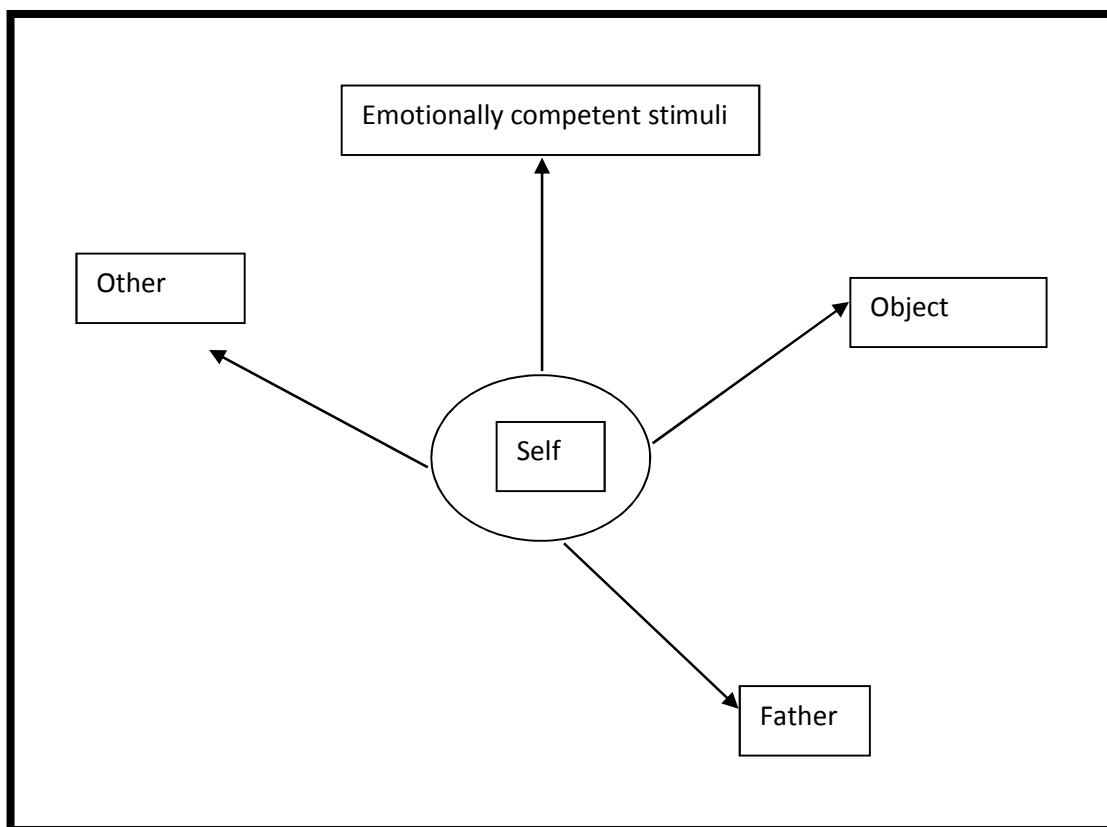 Emotionally competent stimuli
Other
Object
Self
Father